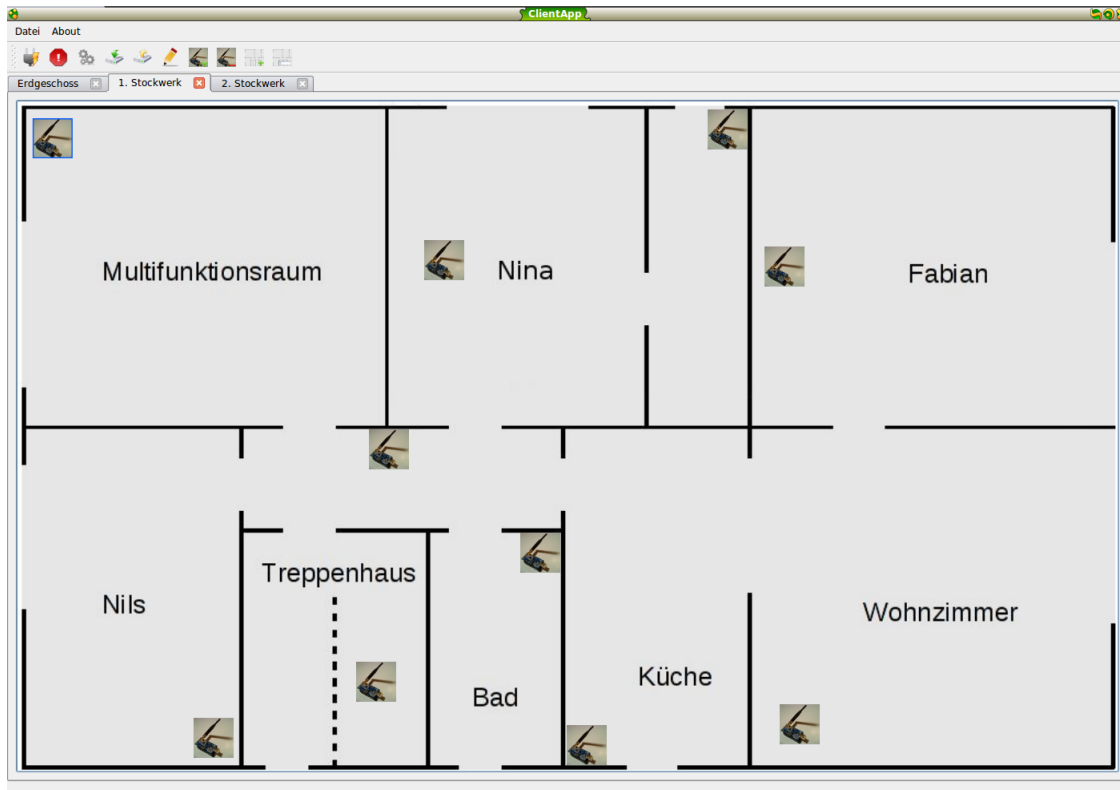 ClientApp
Datei About
Erdgeschoss 1. Stockwerk 2. Stockwerk
Multifunktionsraum Nina Fabian
Treppenhaus
Nils Wohnzimmer
Küche
Bad